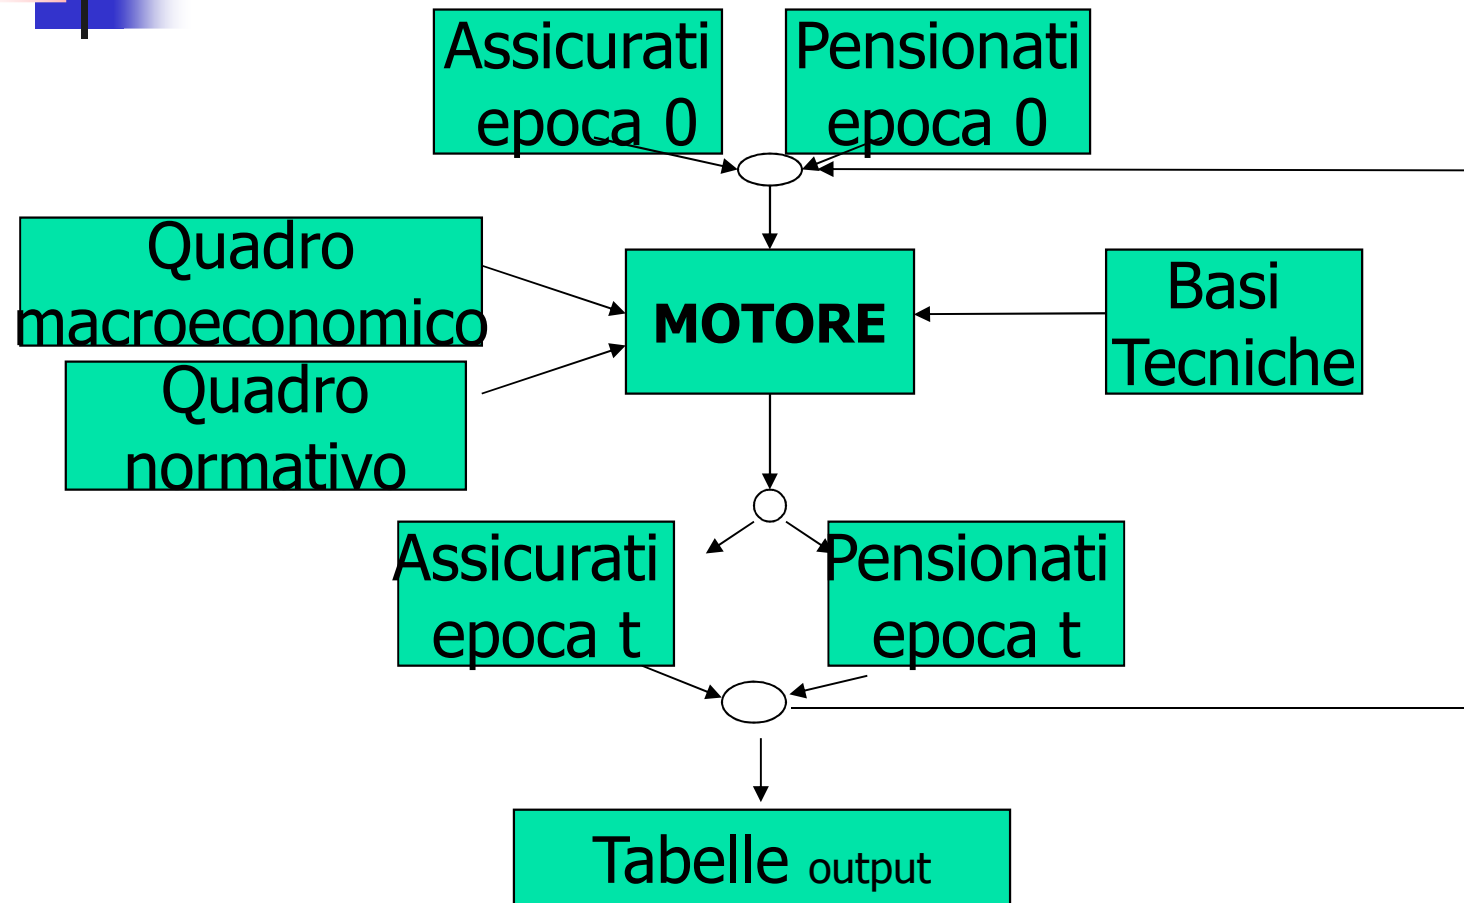 Assicurati
epoca 0
Pensionati
epoca 0
Quadro
macroeconomico
MOTORE
Basi
Tecniche
Quadro
normativo
Assicurati
epoca t
Pensionati
epoca t
Tabelle output